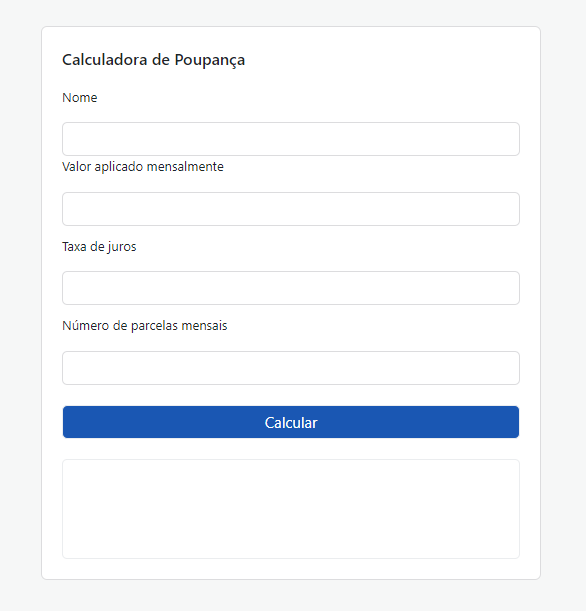 Calculadora de Poupança
Nome
Valor aplicado mensalmente
Taxa de juros
Número de parcelas mensais
Calcular